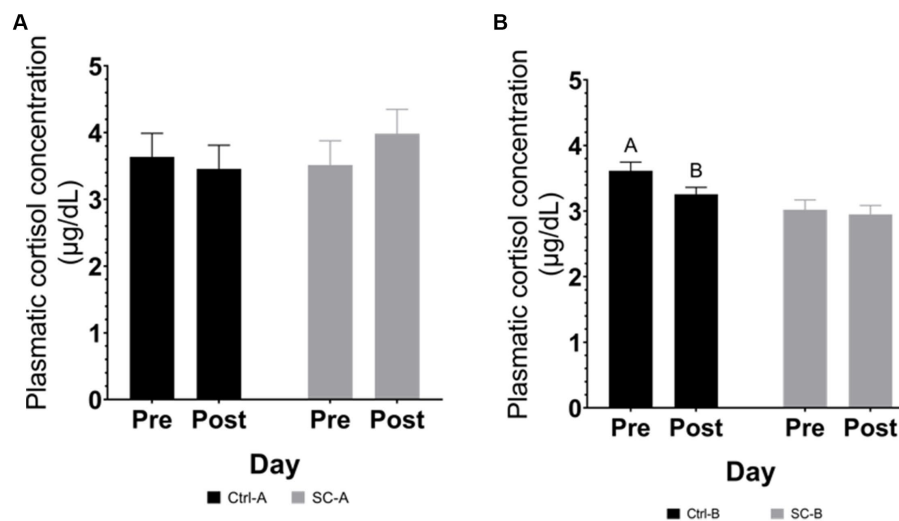 A
Plasmatic cortisol concentration
(µg/dL)
5
4
3
2
1
0
Pre Post Pre Post
Day
Ctrl-A SC-A
B
Plasmatic cortisol concentration
(µg/dL)
5
4
3
2
1
0
A
B
Pre Post Pre Post
Day
Ctrl-B SC-B